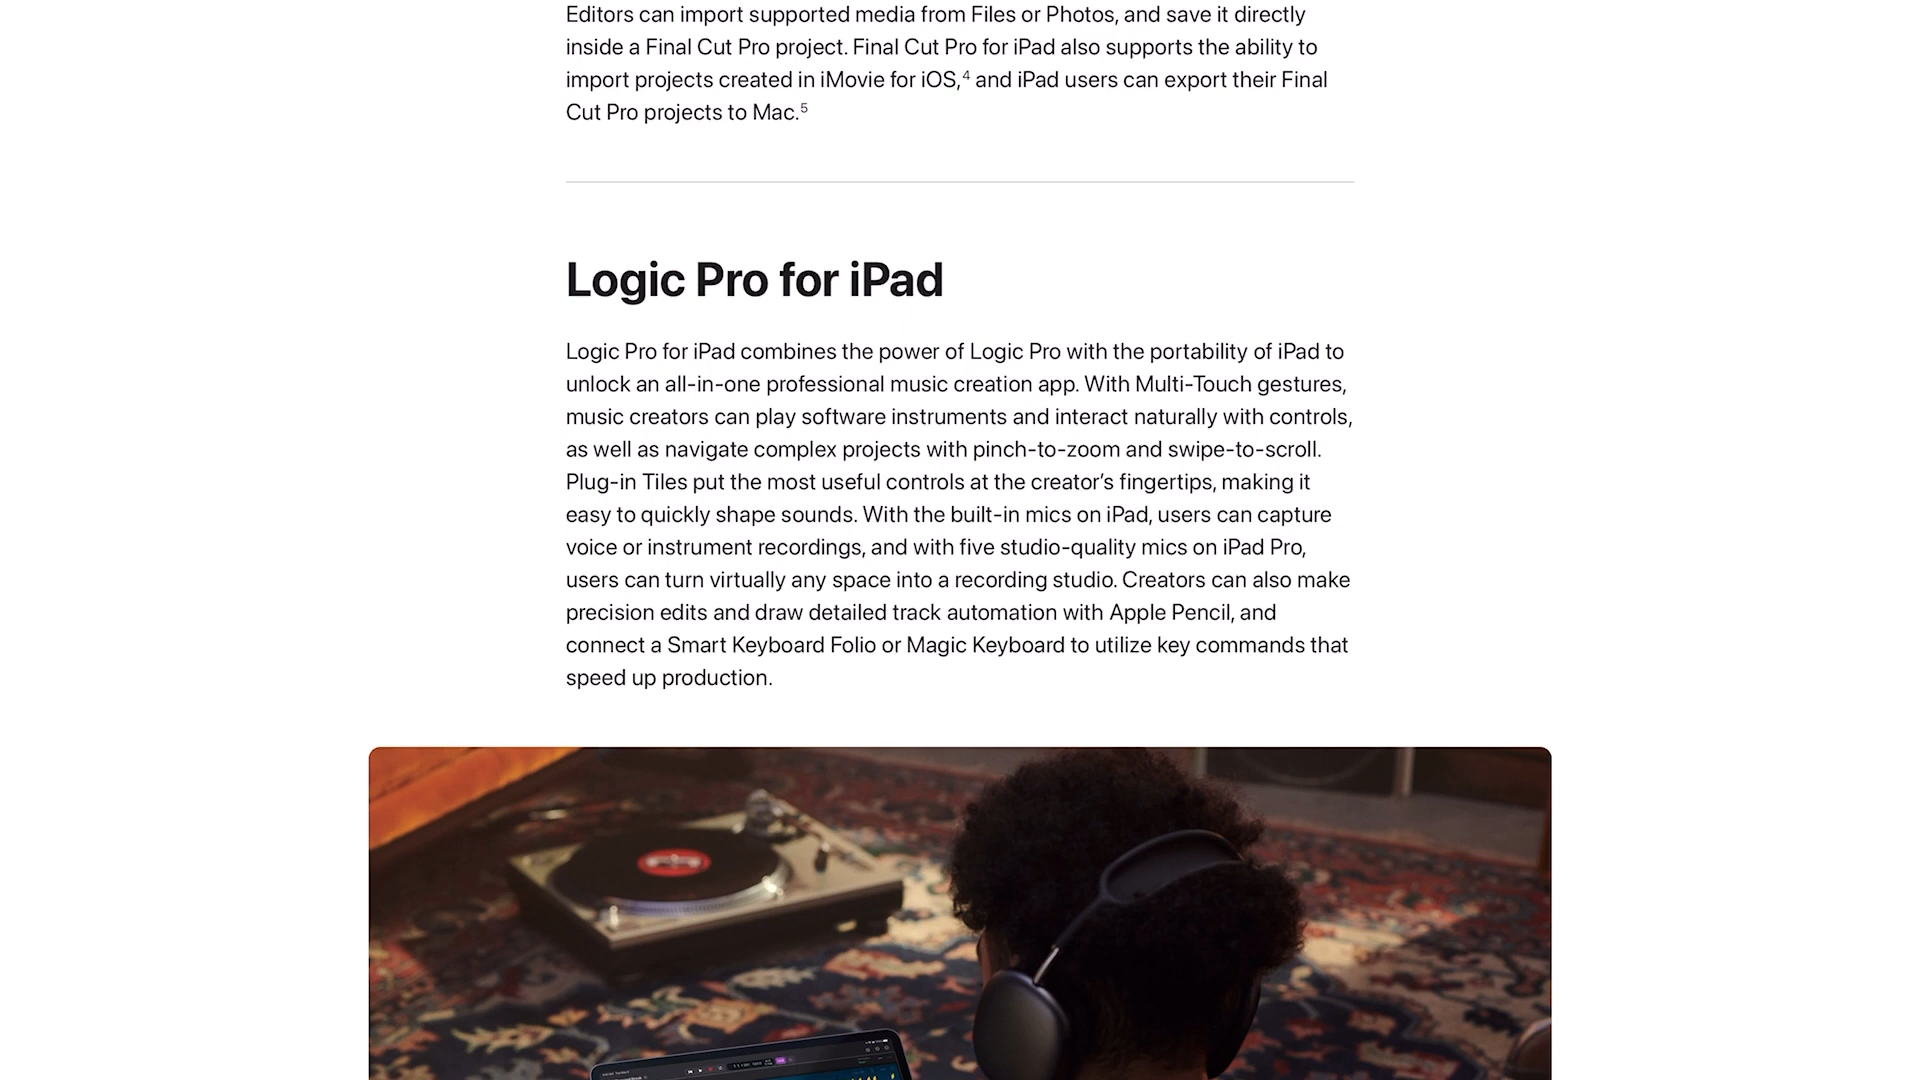 Editors can import supported media from Files or Photos, and save it directly
inside a Final Cut Pro project. Final Cut Pro for iPad also supports the ability to
import projects created in iMovie for iOS,⁴ and iPad users can export their Final
Cut Pro projects to Mac.⁵
Logic Pro for iPad
Logic Pro for iPad combines the power of Logic Pro with the portability of iPad to
unlock an all-in-one professional music creation app. With Multi-Touch gestures,
music creators can play software instruments and interact naturally with controls,
as well as navigate complex projects with pinch-to-zoom and swipe-to-scroll.
Plug-in Tiles put the most useful controls at the creator’s fingertips, making it
easy to quickly shape sounds. With the built-in mics on iPad, users can capture
voice or instrument recordings, and with five studio-quality mics on iPad Pro,
users can turn virtually any space into a recording studio. Creators can also make
precision edits and draw detailed track automation with Apple Pencil, and
connect a Smart Keyboard Folio or Magic Keyboard to utilize key commands that
speed up production.